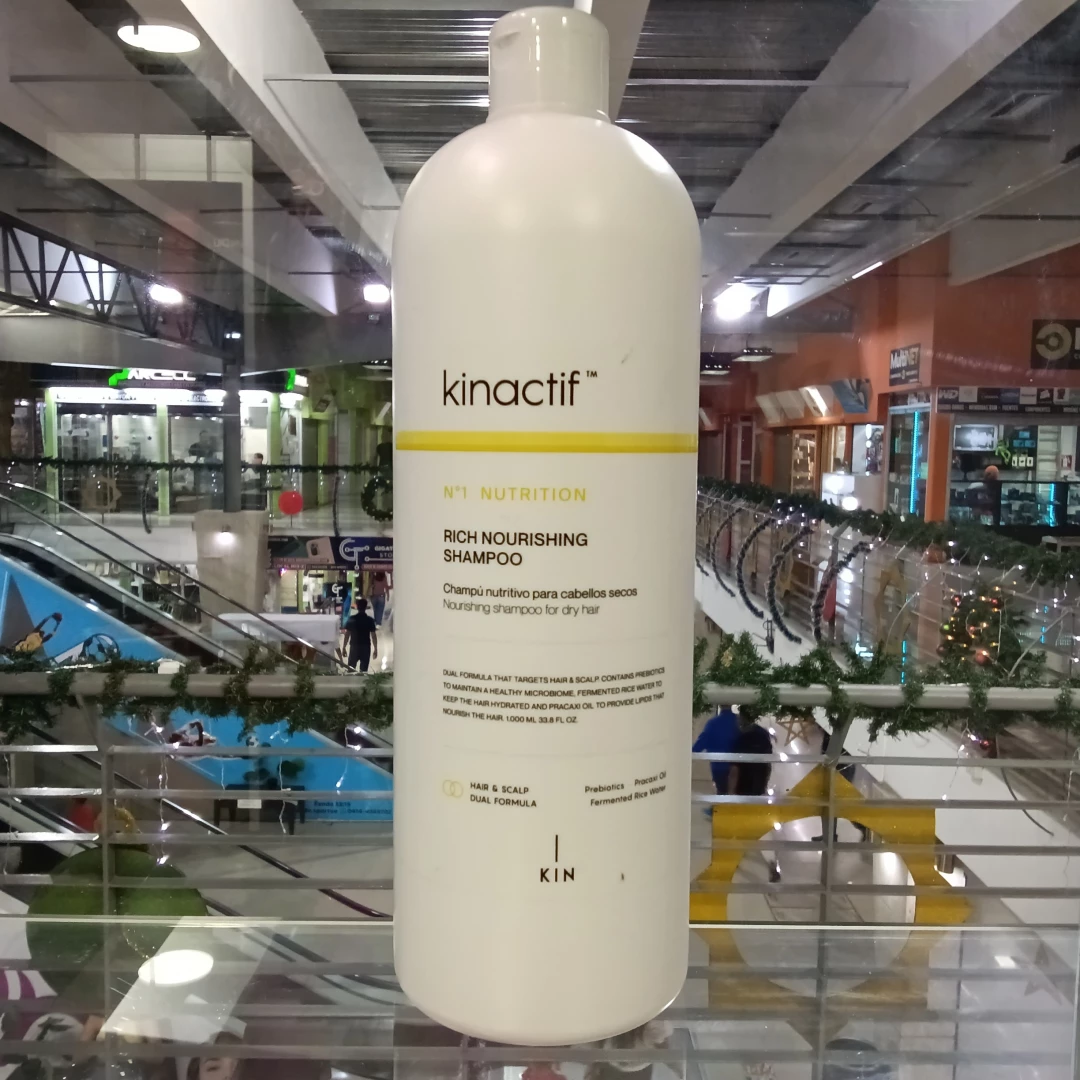 kinactif™
N°1 NUTRITION
RICH NOURISHING
SHAMPOO
Champú nutritivo para cabellos secos
Nourishing shampoo for dry hair
DUAL FORMULA THAT TARGETS HAIR & SCALP. CONTAINS PREBIOTICS
TO MAINTAIN A HEALTHY MICROBIOME, FERMENTED RICE WATER TO
KEEP THE HAIR HYDRATED AND PRACAXI OIL TO PROVIDE LIPIDS THAT
NOURISH THE HAIR. 1.000 ML 33.8 FL OZ.
HAIR & SCALP
DUAL FORMULA
Prebiotics Pracaxi Oil
Fermented Rice Water
KIN
MultiNET